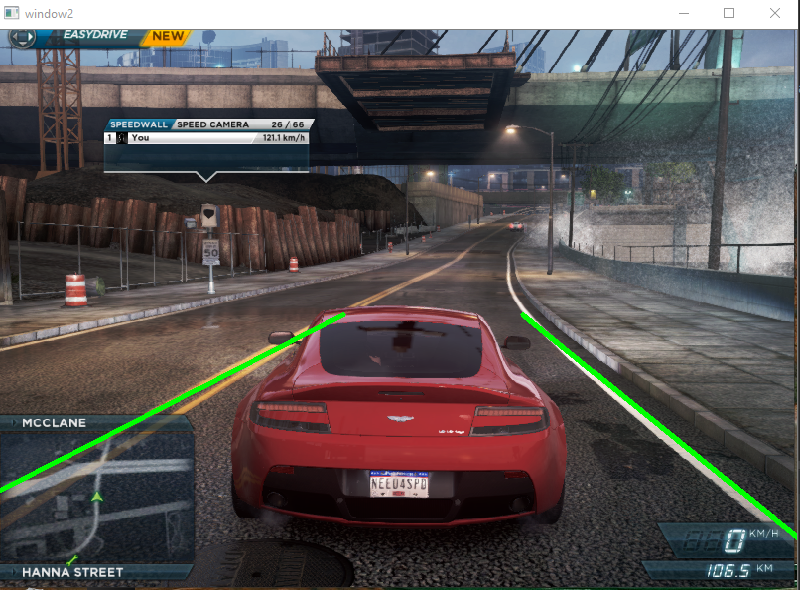 window2
EASYDRIVE NEW
SPEEDWALL SPEED CAMERA 26 / 66
1 You 121.1 km/h
50
MCCLANE
NEED4SPD
0 KM/H
106.5 KM
HANNA STREET